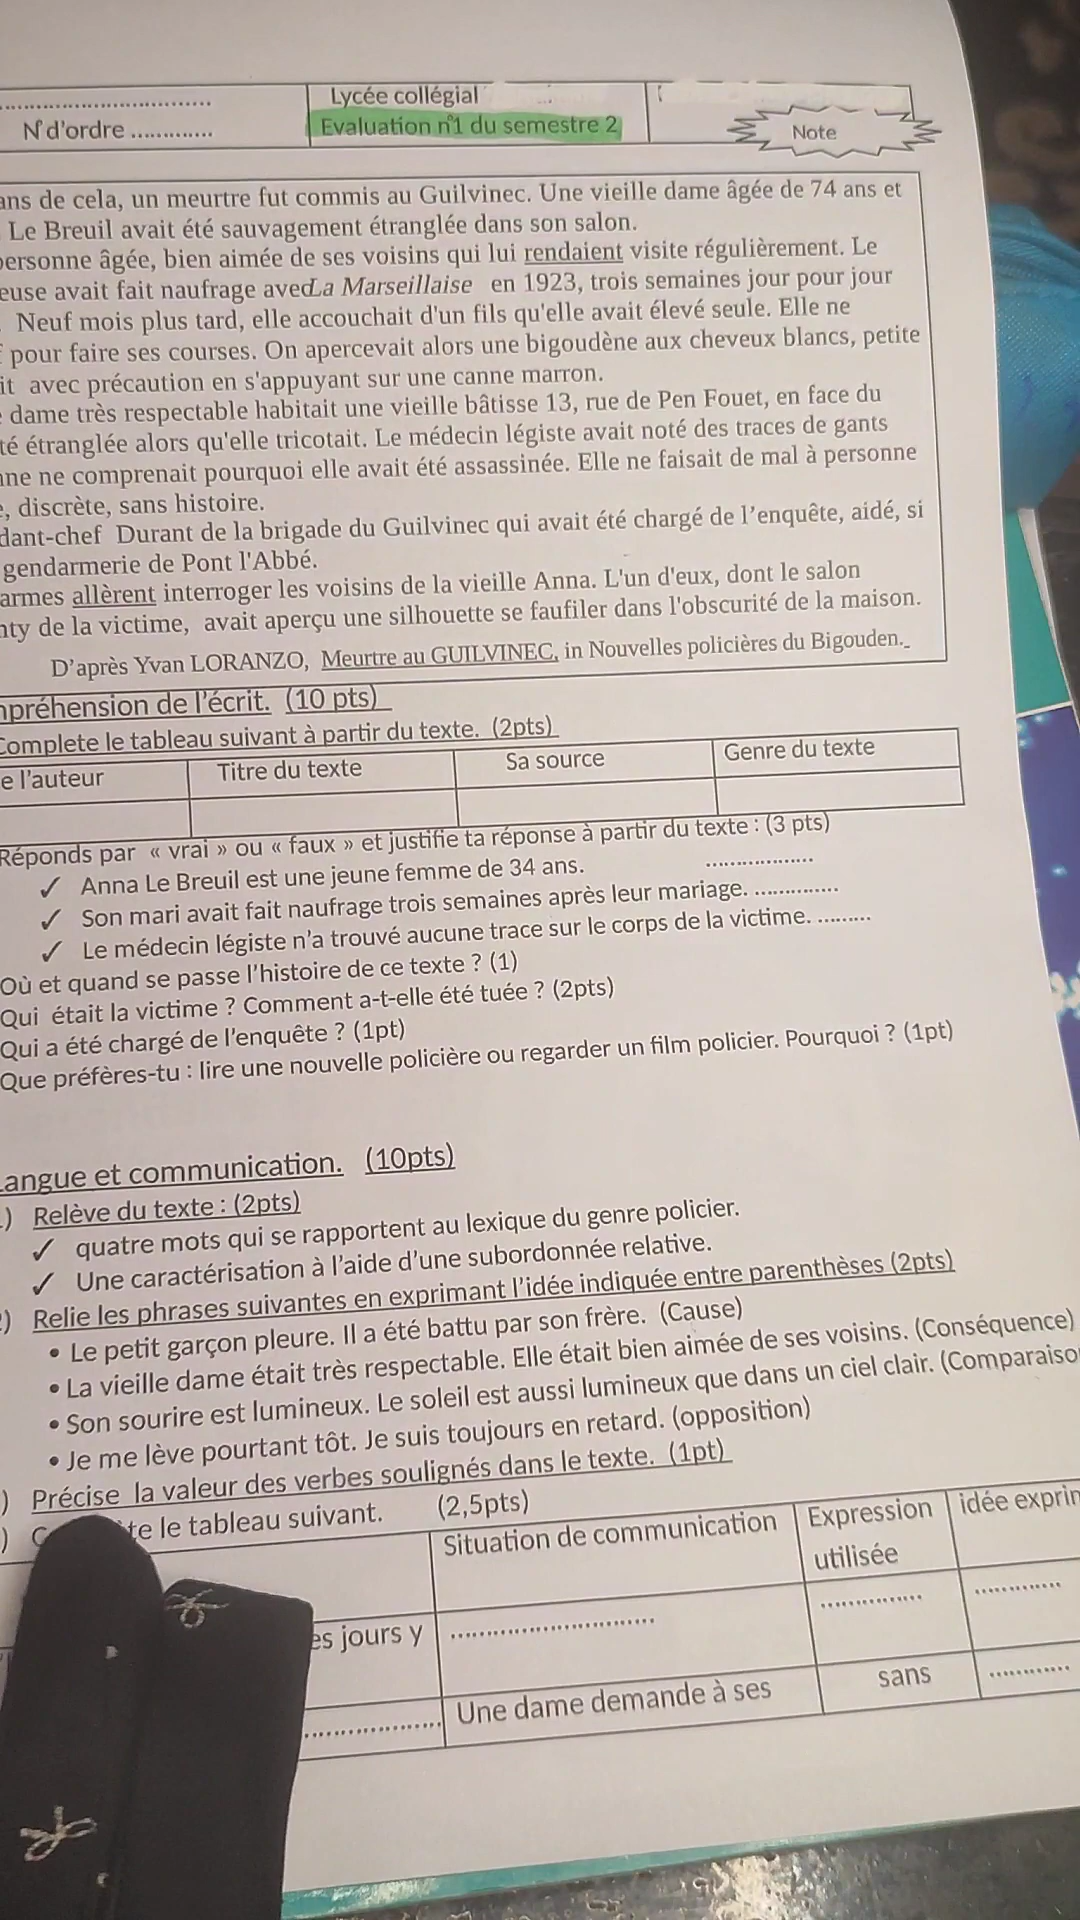 Lycée collégial
N°d'ordre .............
Evaluation n°1 du semestre 2
Note
ans de cela, un meurtre fut commis au Guilvinec. Une vieille dame âgée de 74 ans et
Le Breuil avait été sauvagement étranglée dans son salon.
personne âgée, bien aimée de ses voisins qui lui rendaient visite régulièrement. Le
euse avait fait naufrage avec La Marseillaise en 1923, trois semaines jour pour jour
. Neuf mois plus tard, elle accouchait d'un fils qu'elle avait élevé seule. Elle ne
pour faire ses courses. On apercevait alors une bigoudène aux cheveux blancs, petite
it avec précaution en s'appuyant sur une canne marron.
dame très respectable habitait une vieille bâtisse 13, rue de Pen Fouet, en face du
té étranglée alors qu'elle tricotait. Le médecin légiste avait noté des traces de gants
nne ne comprenait pourquoi elle avait été assassinée. Elle ne faisait de mal à personne
e, discrète, sans histoire.
dant-chef Durant de la brigade du Guilvinec qui avait été chargé de l'enquête, aidé, si
gendarmerie de Pont l'Abbé.
armes allèrent interroger les voisins de la vieille Anna. L'un d'eux, dont le salon
nty de la victime, avait aperçu une silhouette se faufiler dans l'obscurité de la maison.
D'après Yvan LORANZO, Meurtre au GUILVINEC, in Nouvelles policières du Bigouden.
mpréhension de l'écrit. (10 pts)
Complete le tableau suivant à partir du texte. (2pts)
e l'auteur Titre du texte Sa source Genre du texte
Réponds par « vrai » ou « faux » et justifie ta réponse à partir du texte : (3 pts)
✓ Anna Le Breuil est une jeune femme de 34 ans. ..................
✓ Son mari avait fait naufrage trois semaines après leur mariage. ..............
✓ Le médecin légiste n'a trouvé aucune trace sur le corps de la victime. .........
Où et quand se passe l'histoire de ce texte ? (1)
Qui était la victime ? Comment a-t-elle été tuée ? (2pts)
Qui a été chargé de l'enquête ? (1pt)
Que préfères-tu : lire une nouvelle policière ou regarder un film policier. Pourquoi ? (1pt)
Langue et communication. (10pts)
) Relève du texte : (2pts)
✓ quatre mots qui se rapportent au lexique du genre policier.
✓ Une caractérisation à l'aide d'une subordonnée relative.
) Relie les phrases suivantes en exprimant l'idée indiquée entre parenthèses (2pts)
• Le petit garçon pleure. Il a été battu par son frère. (Cause)
• La vieille dame était très respectable. Elle était bien aimée de ses voisins. (Conséquence)
• Son sourire est lumineux. Le soleil est aussi lumineux que dans un ciel clair. (Comparaiso
• Je me lève pourtant tôt. Je suis toujours en retard. (opposition)
) Précise la valeur des verbes soulignés dans le texte. (1pt)
) C te le tableau suivant. (2,5pts)
Situation de communication Expression utilisée idée exprim
es jours y .............................. ............... .............
.................... Une dame demande à ses sans ............